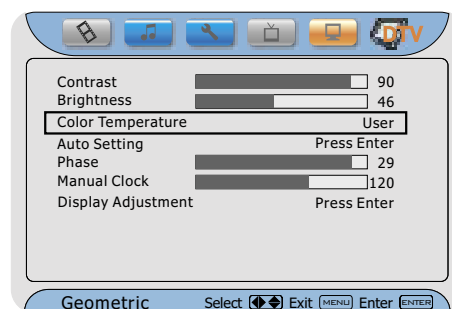 DTV
Contrast 90
Brightness 46
Color Temperature User
Auto Setting Press Enter
Phase 29
Manual Clock 120
Display Adjustment Press Enter
Geometric Select Exit MENU Enter ENTER